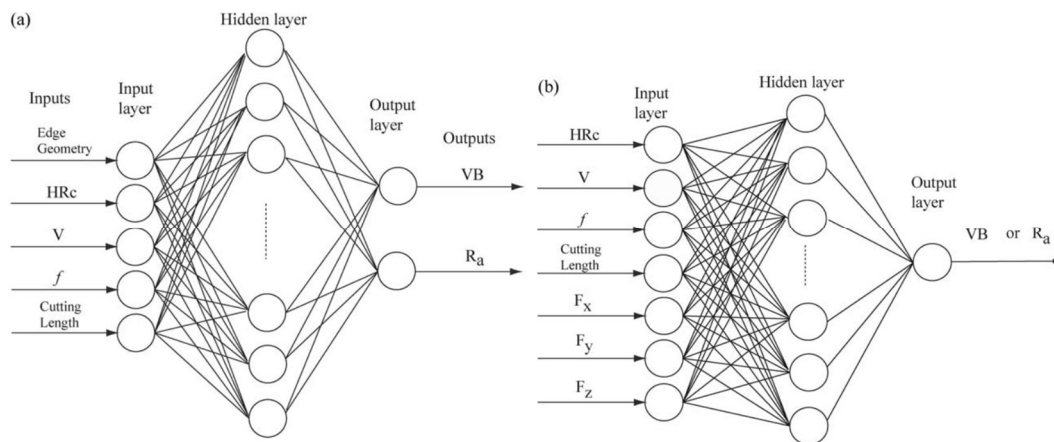 (a)
Hidden layer
Inputs
Input
layer
Output
layer
Outputs
Edge
Geometry
HRc
V
f
Cutting
Length
VB
Ra
(b)
Hidden layer
Input
layer
Output
layer
HRc
V
f
Cutting
Length
Fx
Fy
Fz
VB or Ra